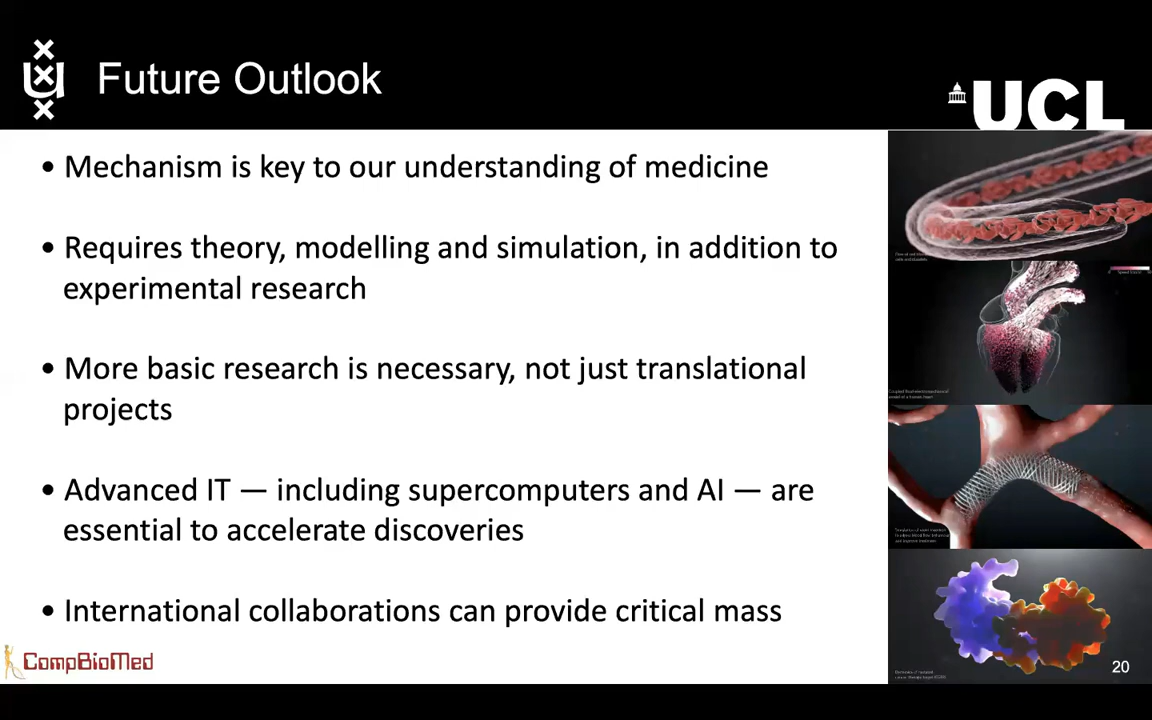 Future Outlook
UCL
• Mechanism is key to our understanding of medicine
• Requires theory, modelling and simulation, in addition to
experimental research
• More basic research is necessary, not just translational
projects
• Advanced IT — including supercomputers and AI — are
essential to accelerate discoveries
• International collaborations can provide critical mass
CompBioMed
20